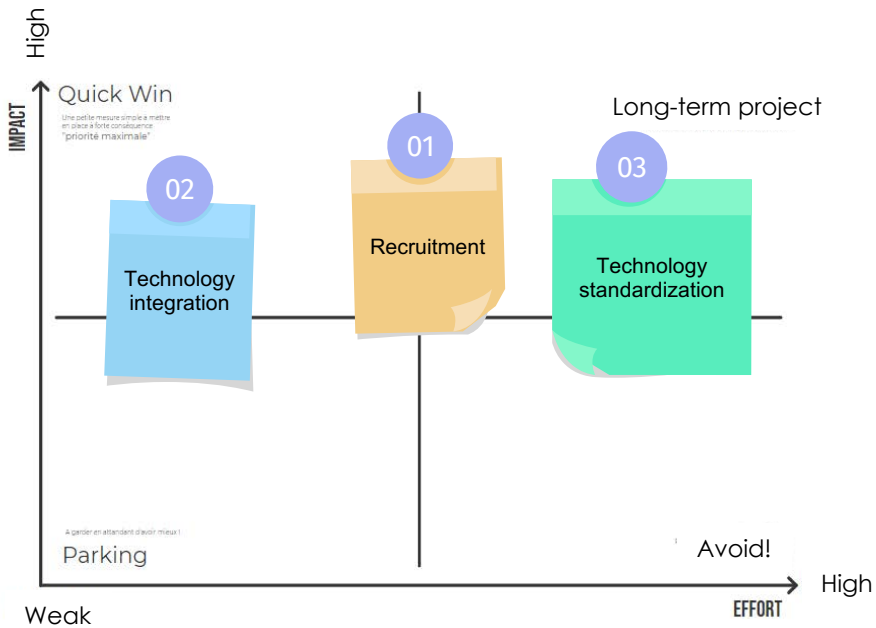 High
IMPACT
Quick Win
Une petite mesure simple à mettre
en place à forte conséquence
"priorité maximale"
Long-term project
01
02
03
Recruitment
Technology
integration
Technology
standardization
A garder en attendant d'avoir mieux !
Parking
Avoid!
High
EFFORT
Weak